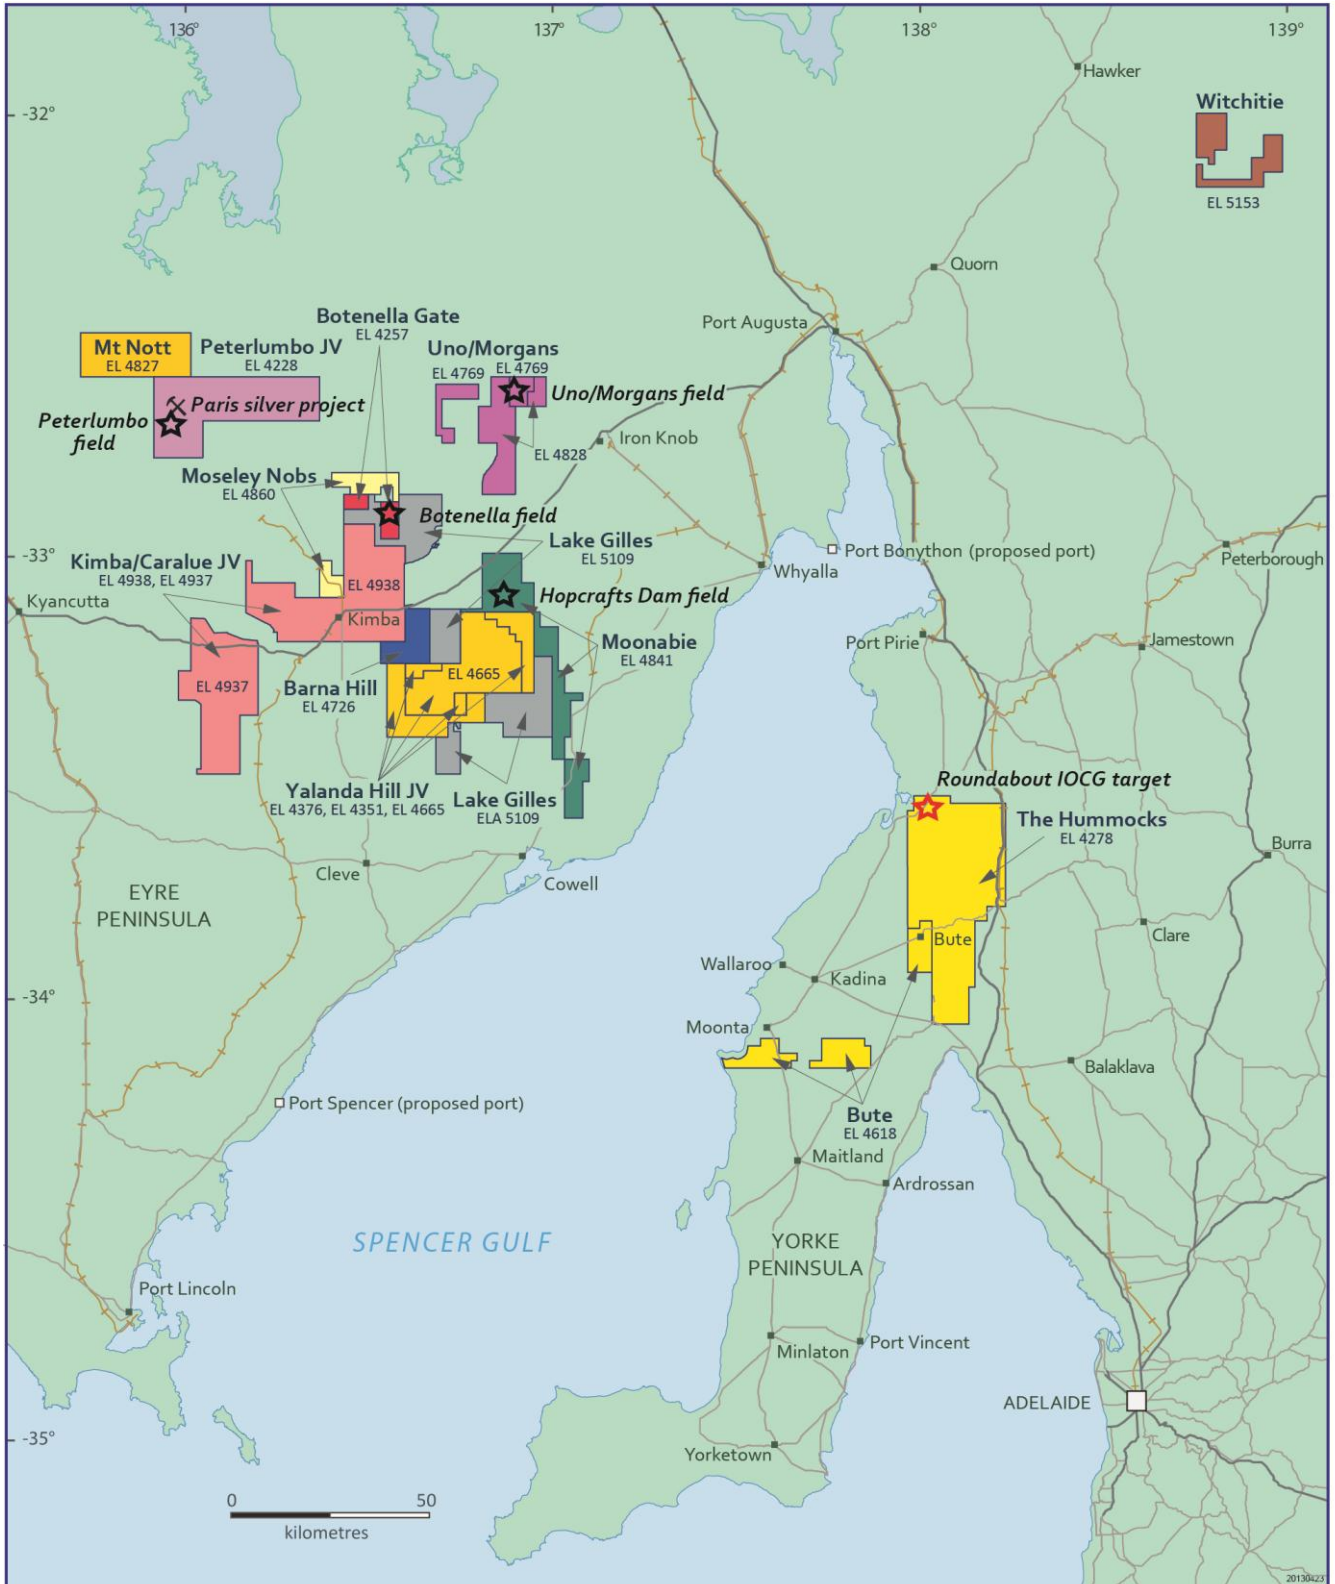 136°
137°
138°
139°
Hawker
-32°
Witchitie
EL 5153
Quorn
Port Augusta
Botenella Gate
EL 4257
Mt Nott
EL 4827
Peterlumbo JV
EL 4228
Uno/Morgans
EL 4769
EL 4769
Paris silver project
Peterlumbo
field
Uno/Morgans field
Iron Knob
EL 4828
Moseley Nobs
EL 4860
Botenella field
-33°
Lake Gilles
EL 5109
Port Bonython (proposed port)
Peterborough
Kimba/Caralue JV
EL 4938, EL 4937
EL 4938
Whyalla
Kyancutta
Hopcrafts Dam field
Kimba
Moonabie
EL 4841
Port Pirie
Jamestown
EL 4937
Barna Hill
EL 4726
EL 4665
Yalanda Hill JV
EL 4376, EL 4351, EL 4665
Lake Gilles
ELA 5109
Roundabout IOCG target
The Hummocks
EL 4278
Burra
Cleve
Cowell
EYRE
PENINSULA
Bute
Clare
Wallaroo
Kadina
-34°
Moonta
Balaklava
Port Spencer (proposed port)
Bute
EL 4618
Maitland
Ardrossan
SPENCER GULF
YORKE
PENINSULA
Port Lincoln
Minlaton
Port Vincent
ADELAIDE
-35°
Yorketown
0
50
kilometres
20130423